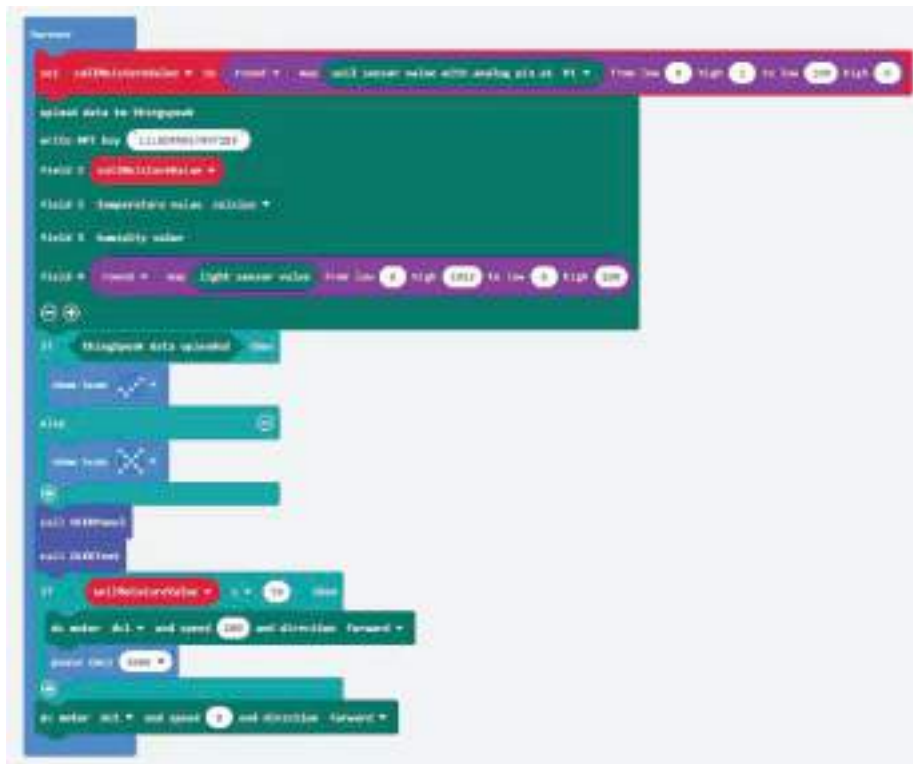 forever
set soilMoistureValue to round map soil sensor value with analog pin at P1 from low 0 high 1 to low 100 high 0
upload data to thingspeak
write API key
field 1 soilMoistureValue
field 2 temperature value celsius
field 3 humidity value
field 4 round map light sensor value from low 0 high 1023 to low 0 high 100
if thingspeak data uploaded then
show icon
else
show icon
call OLEDPanel
call OLEDText
if soilMoistureValue < then
dc motor and speed 100 and direction forward
pause (ms)
dc motor and speed 0 and direction forward